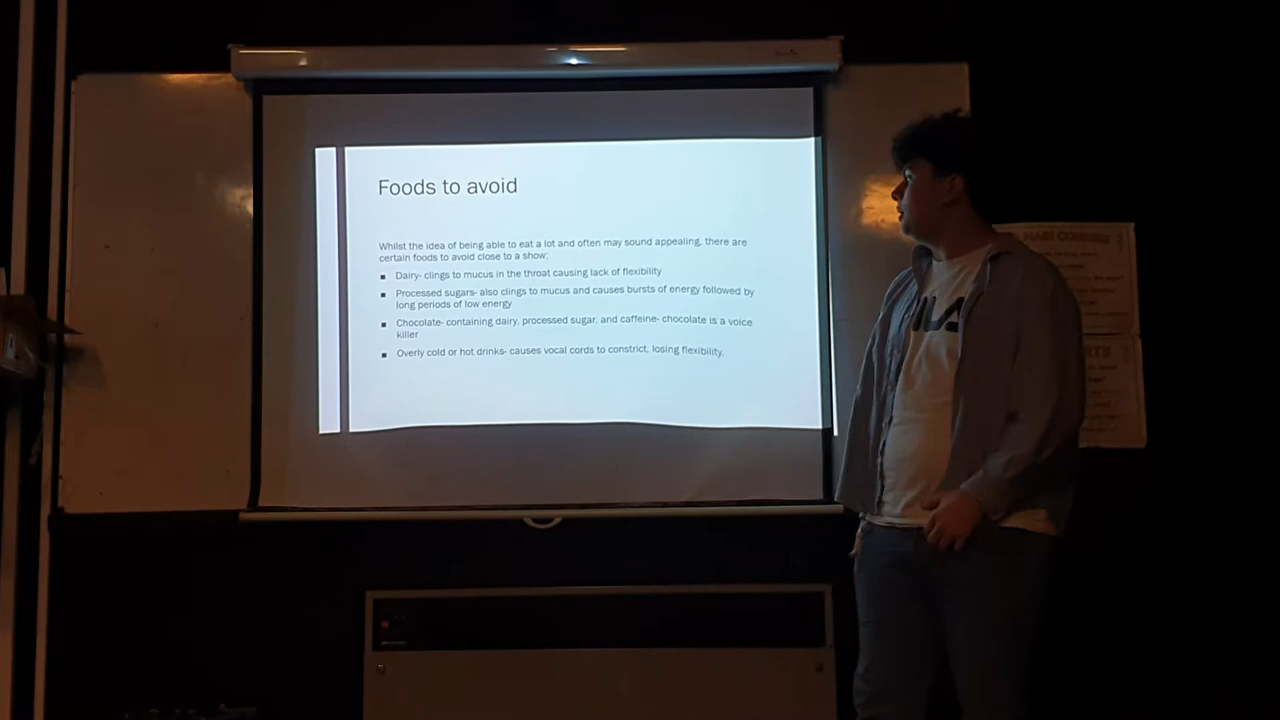 Foods to avoid
Whilst the idea of being able to eat a lot and often may sound appealing, there are
certain foods to avoid close to a show;
Dairy- clings to mucus in the throat causing lack of flexibility
Processed sugars- also clings to mucus and causes bursts of energy followed by
long periods of low energy
Chocolate- containing dairy, processed sugar, and caffeine- chocolate is a voice
killer
Overly cold or hot drinks- causes vocal cords to constrict, losing flexibility.